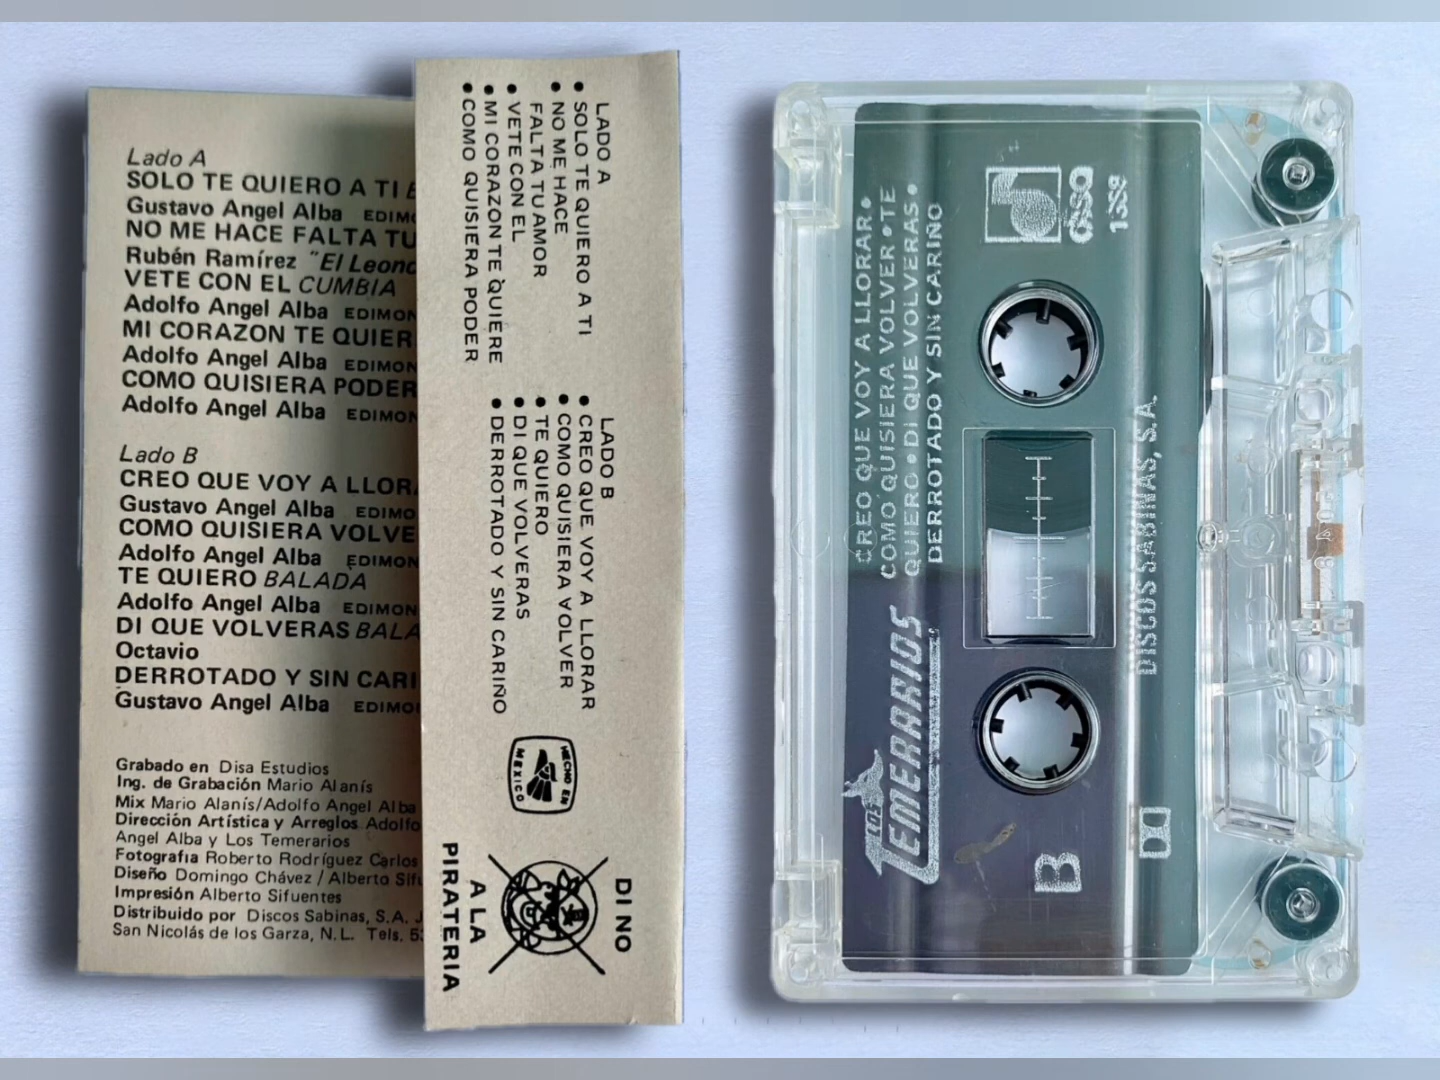 Lado A
SOLO TE QUIERO A TI
Gustavo Angel Alba
NO ME HACE FALTA TU
Rubén Ramírez "El
VETE CON EL CUMBIA
Adolfo Angel Alba
MI CORAZON TE
Adolfo Angel Alba
COMO QUISIERA PODER
Adolfo Angel Alba
Lado B
CREO QUE VOY A
Gustavo Angel Alba
COMO QUISIERA
Adolfo Angel Alba
TE QUIERO BALADA
Adolfo Angel Alba
DI QUE VOLVERAS
Octavio
DERROTADO Y SIN
Gustavo Angel Alba
Grabado en Disa Estudios
Ing. de Grabación Mario Alanís
Mix Mario Alanís/Adolfo Angel Alba
Dirección Artística y Arreglos Adolfo
Angel Alba y Los Temerarios
Fotografia Roberto Rodríguez Carlos
Diseño Domingo Chávez / Alberto
Impresión Alberto Sifuentes
Distribuido por Discos Sabinas, S.A.
San Nicolás de los Garza, N.L. Tels.
LADO A
• SOLO TE QUIERO A TI
• NO ME HACE
FALTA TU AMOR
• VETE CON EL
• MI CORAZON TE QUIERE
• COMO QUISIERA PODER
LADO B
• CREO QUE VOY A LLORAR
• COMO QUISIERA VOLVER
• TE QUIERO
• DI QUE VOLVERAS
• DERROTADO Y SIN CARIÑO
HECHO EN
MEXICO
DI NO
A LA
PIRATERIA
CREO QUE VOY A LLORAR •
COMO QUISIERA VOLVER • TE
QUIERO • DI QUE VOLVERAS •
DERROTADO Y SIN CARIÑO
LOS
TEMERARIOS
B
DISCOS SABINAS, S.A.